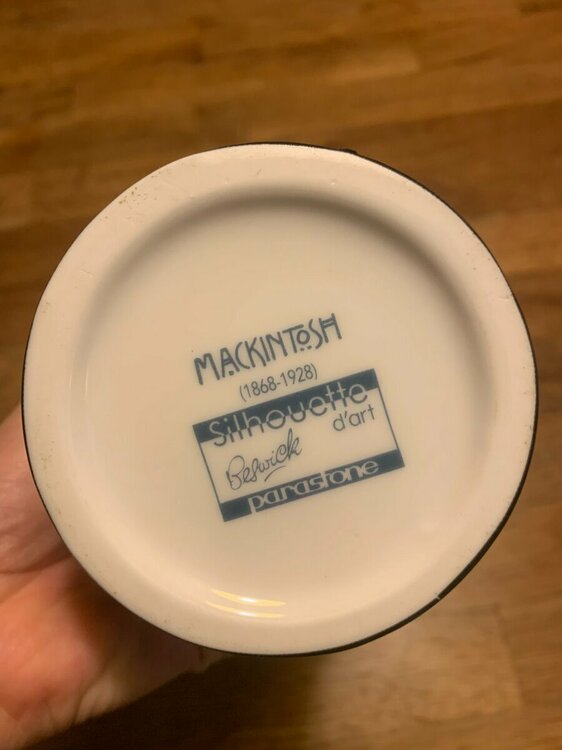 MACKINTOSH
(1868-1928)
Silhouette
d'art
Beswick
parastone